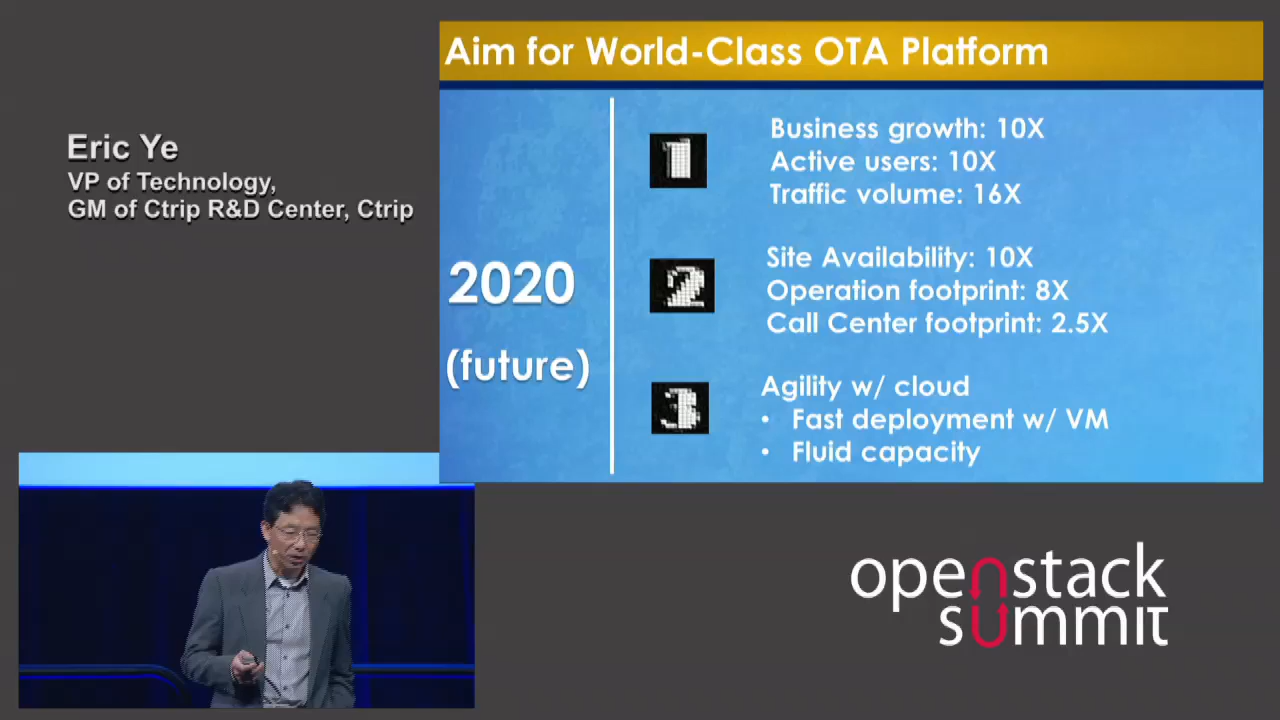 Aim for World-Class OTA Platform
Eric Ye
VP of Technology,
GM of Ctrip R&D Center, Ctrip
2020
(future)
1
Business growth: 10X
Active users: 10X
Traffic volume: 16X
2
Site Availability: 10X
Operation footprint: 8X
Call Center footprint: 2.5X
3
Agility w/ cloud
• Fast deployment w/ VM
• Fluid capacity
openstack
summit